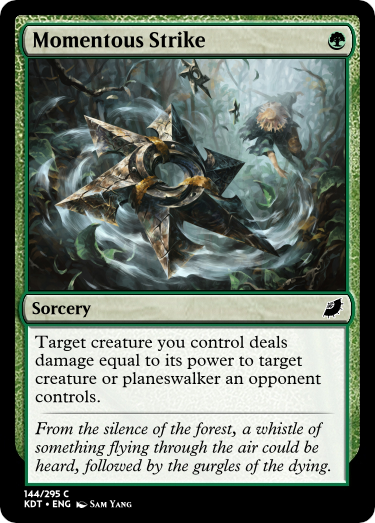 Momentous Strike
Sorcery
Target creature you control deals
damage equal to its power to target
creature or planeswalker an opponent
controls.
From the silence of the forest, a whistle of
something flying through the air could be
heard, followed by the gurgles of the dying.
144/295 C
KDT • ENG Sam Yang